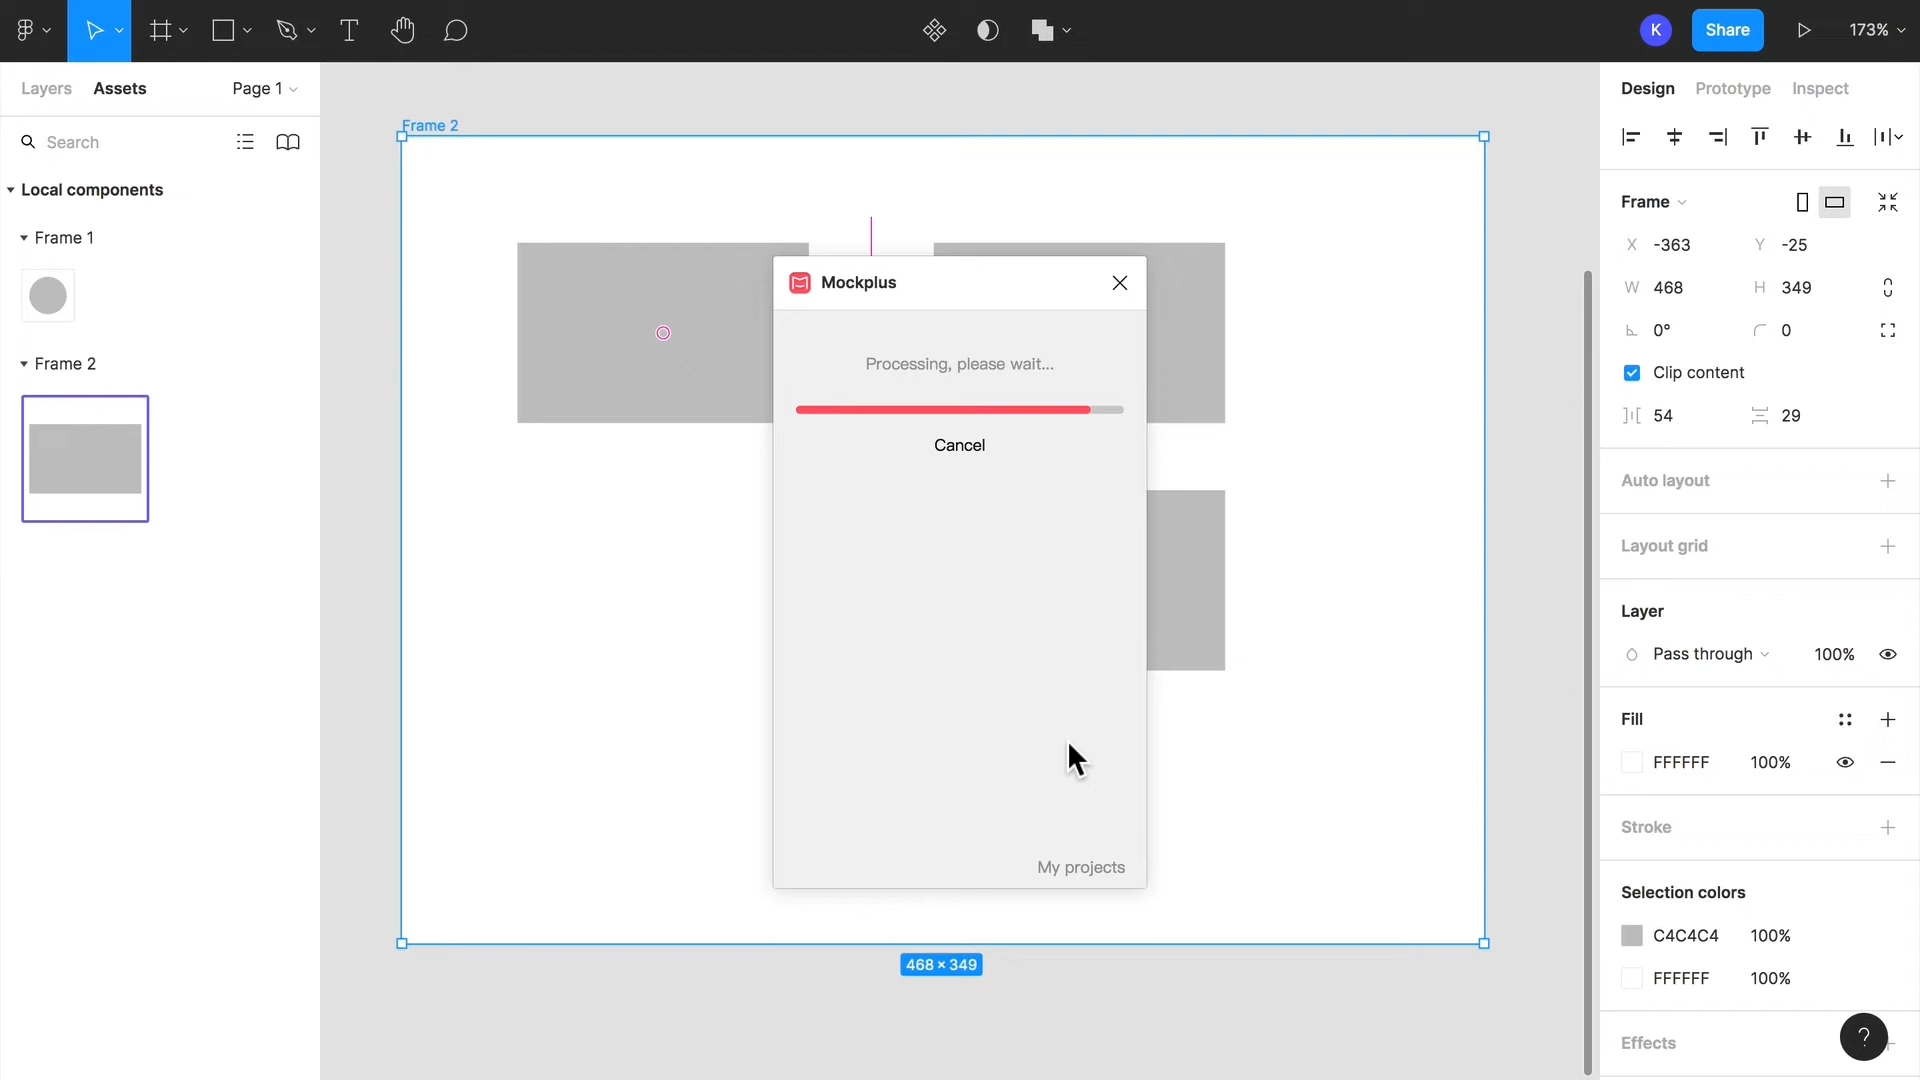 K
Share
173%
Layers
Assets
Page 1
Search
Local components
Frame 1
Frame 2
Frame 2
468 × 349
Mockplus
Processing, please wait...
Cancel
My projects
Design
Prototype
Inspect
Frame
X -363
Y -25
W 468
H 349
0°
0
Clip content
54
29
Auto layout
Layout grid
Layer
Pass through
100%
Fill
FFFFFF 100%
Stroke
Selection colors
C4C4C4 100%
FFFFFF 100%
Effects
?